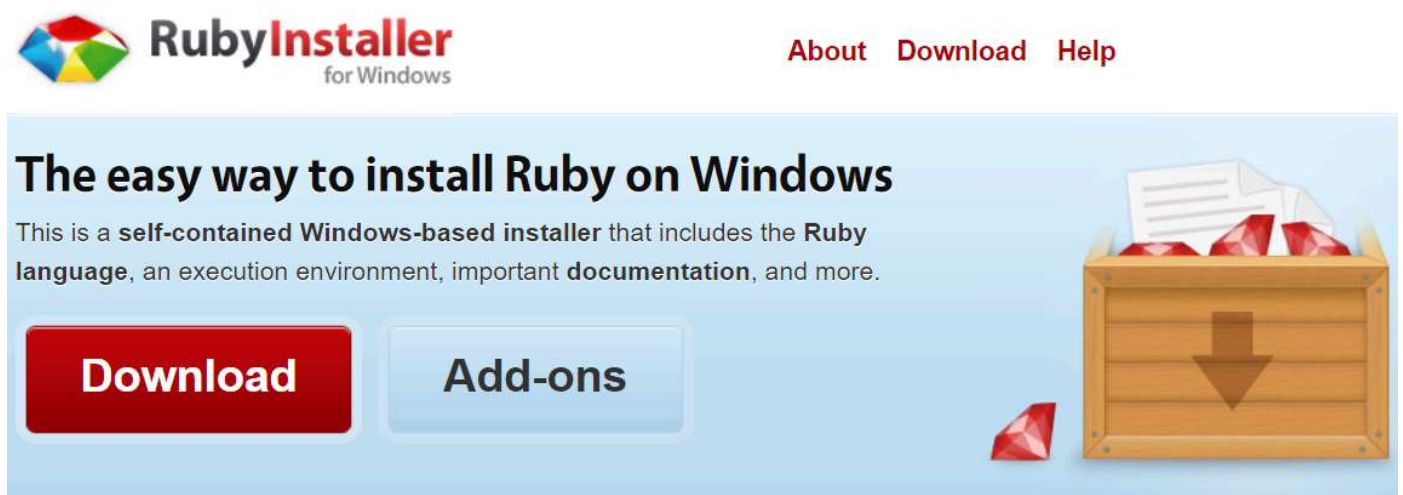 RubyInstaller
for Windows
About Download Help
The easy way to install Ruby on Windows
This is a self-contained Windows-based installer that includes the Ruby
language, an execution environment, important documentation, and more.
Download Add-ons